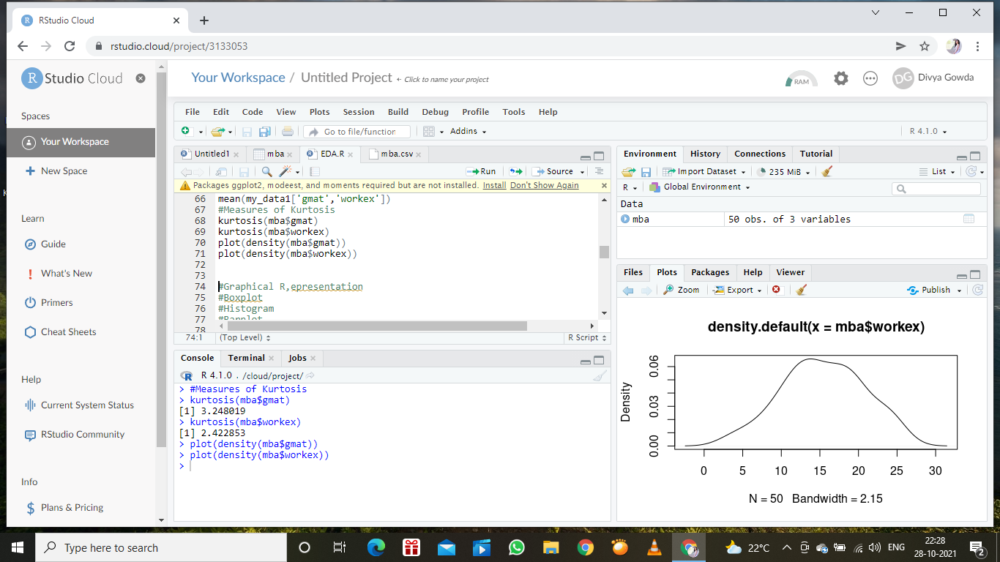 RStudio Cloud
rstudio.cloud/project/3133053
R Studio Cloud
Spaces
Your Workspace
New Space
Learn
Guide
What's New
Primers
Cheat Sheets
Help
Current System Status
RStudio Community
Info
Plans & Pricing
Your Workspace / Untitled Project ← Click to name your project
RAM
DG Divya Gowda
File Edit Code View Plots Session Build Debug Profile Tools Help
Go to file/function Addins
R 4.1.0
Untitled1 mba EDA.R mba.csv
Run Source
Packages ggplot2, modeest, and moments required but are not installed. Install Don't Show Again
66 mean(my_data1['gmat','workex'])
67 #Measures of Kurtosis
68 kurtosis(mba$gmat)
69 kurtosis(mba$workex)
70 plot(density(mba$gmat))
71 plot(density(mba$workex))
72
73
74 #Graphical R,epresentation
75 #Boxplot
76 #Histogram
77 #Barplot
78
74:1 (Top Level) R Script
Console Terminal Jobs
R 4.1.0 . /cloud/project/
> #Measures of Kurtosis
> kurtosis(mba$gmat)
[1] 3.248019
> kurtosis(mba$workex)
[1] 2.422853
> plot(density(mba$gmat))
> plot(density(mba$workex))
>
Environment History Connections Tutorial
Import Dataset 235 MiB List
R Global Environment
Data
mba 50 obs. of 3 variables
Files Plots Packages Help Viewer
Zoom Export Publish
density.default(x = mba$workex)
Density
0.00 0.03 0.06
0 5 10 15 20 25 30
N = 50 Bandwidth = 2.15
Type here to search
22°C
ENG
22:28
28-10-2021
2